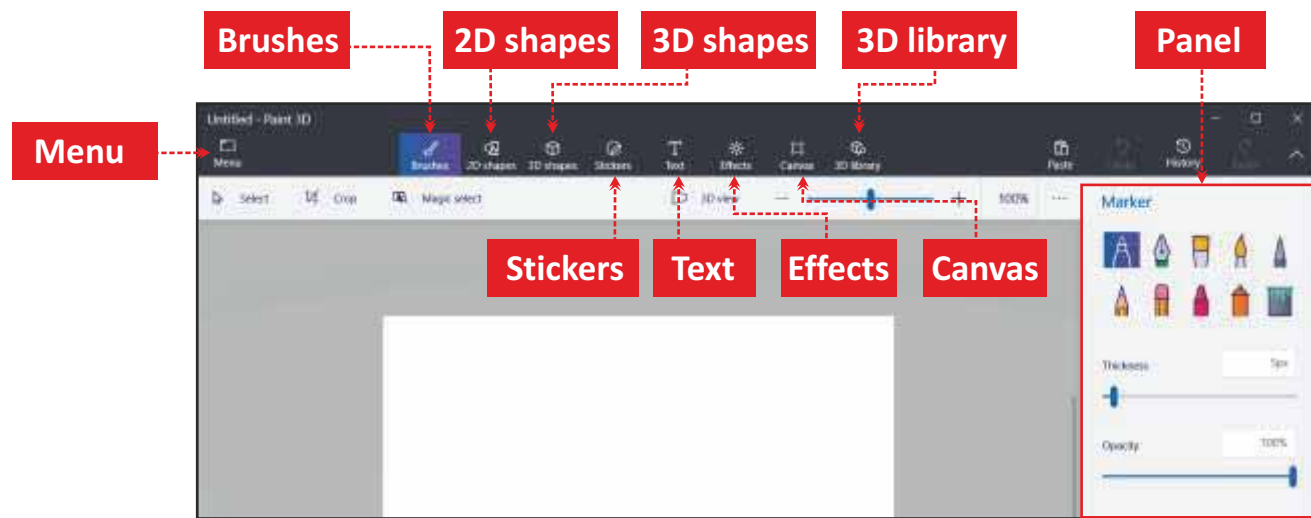 Brushes 2D shapes 3D shapes 3D library Panel
Untitled - Paint 3D
Menu
Menu Brushes 2D shapes 3D shapes Stickers Text Effects Canvas 3D library Paste History
Select Crop Magic select 3D view 100%
Marker
Stickers Text Effects Canvas
Thickness 5px
Opacity 100%